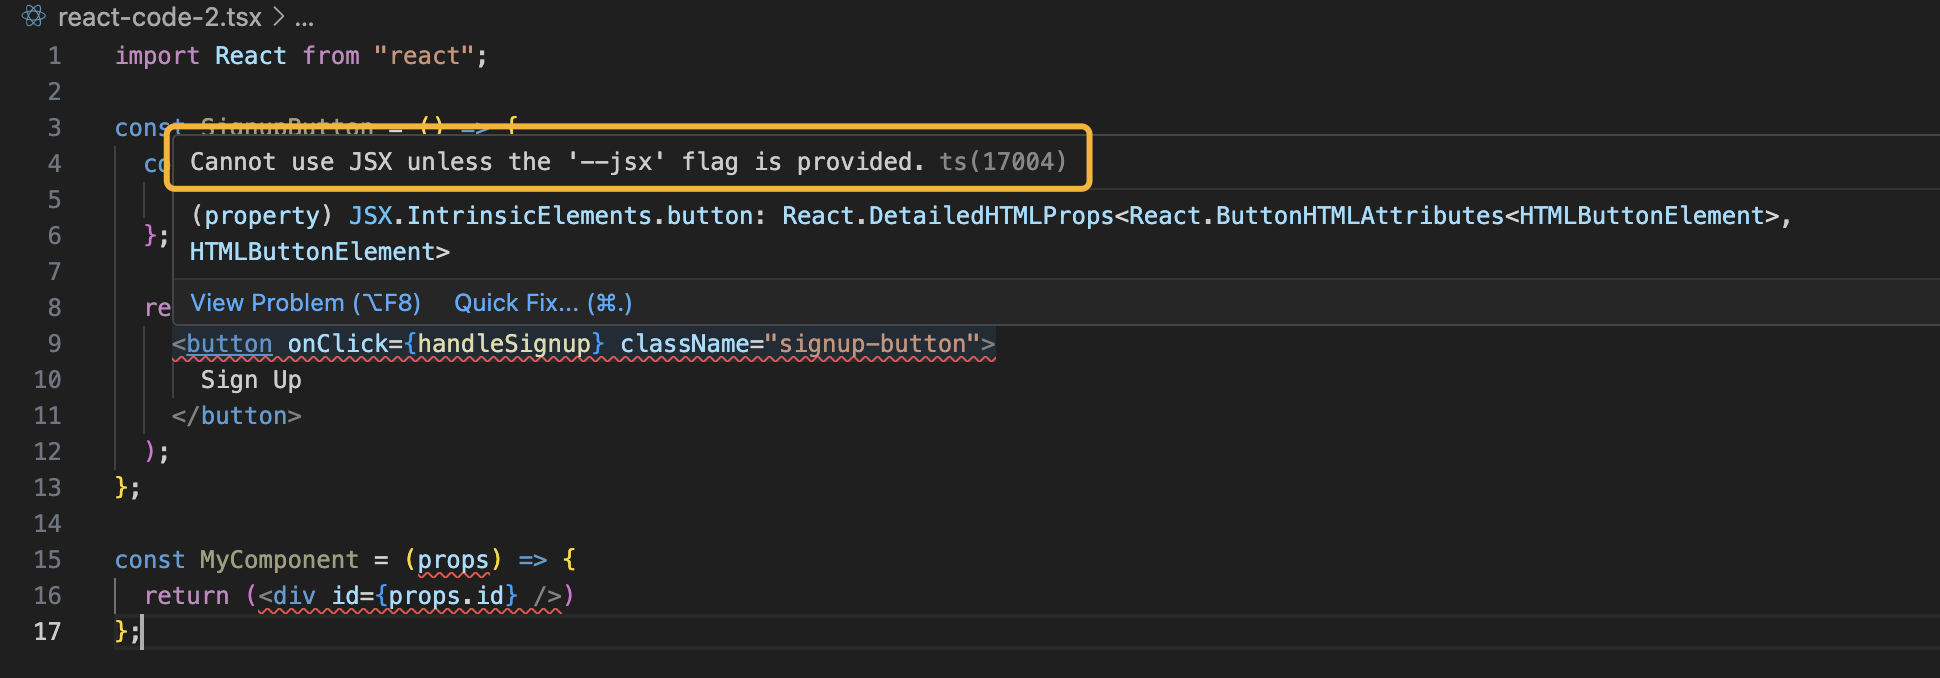 react-code-2.tsx > ...
1 import React from "react";
2
3 const SignupButton = () => {
Cannot use JSX unless the '--jsx' flag is provided. ts(17004)
4 co
5
(property) JSX.IntrinsicElements.button: React.DetailedHTMLProps<React.ButtonHTMLAttributes<HTMLButtonElement>,
6 };
HTMLButtonElement>
7
8 re
View Problem (⌥F8) Quick Fix... (⌘.)
9 <button onClick={handleSignup} className="signup-button">
10 Sign Up
11 </button>
12 );
13 };
14
15 const MyComponent = (props) => {
16 return (<div id={props.id} />)
17 };